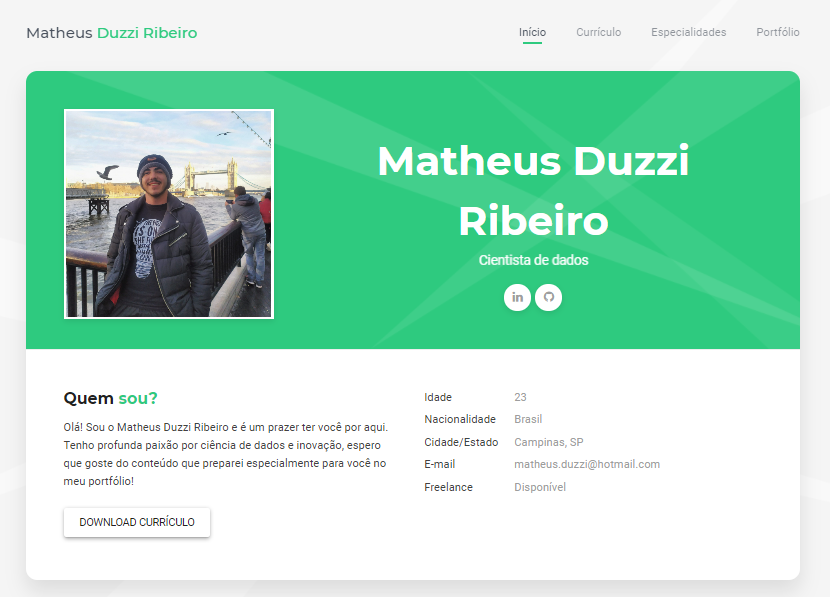 Matheus Duzzi Ribeiro
Início Currículo Especialidades Portfólio
Matheus Duzzi
Ribeiro
Cientista de dados
in
Quem sou?
Olá! Sou o Matheus Duzzi Ribeiro e é um prazer ter você por aqui.
Tenho profunda paixão por ciência de dados e inovação, espero
que goste do conteúdo que preparei especialmente para você no
meu portfólio!
DOWNLOAD CURRÍCULO
Idade 23
Nacionalidade Brasil
Cidade/Estado Campinas, SP
E-mail matheus.duzzi@hotmail.com
Freelance Disponível